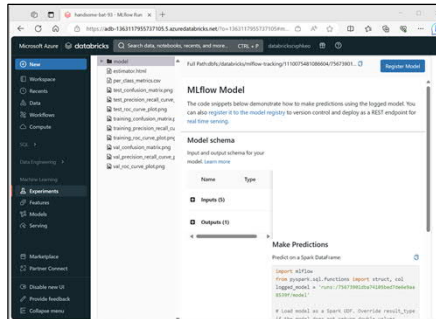 handsome-bat-93 - MLflow Run
https://adb-1363117955737105.5.azuredatabricks.net/?o=1363117955737105#m...
Microsoft Azure
databricks
Search data, notebooks, recents, and more...
CTRL + P
New
Workspace
Recents
Data
Workflows
Compute
SQL
Data Engineering
Machine Learning
Experiments
Features
Models
Serving
Marketplace
Partner Connect
Disable new UI
Provide feedback
Collapse menu
model
estimator.html
per_class_metrics.csv
test_confusion_matrix.png
test_precision_recall_curve_
test_roc_curve_plot.png
training_confusion_matrix.p
training_precision_recall_cu
training_roc_curve_plot.png
val_confusion_matrix.png
val_precision_recall_curve_p
val_roc_curve_plot.png
Register Model
MLflow Model
The code snippets below demonstrate how to make predictions using the logged model. You
can also register it to the model registry to version control and deploy as a REST endpoint for
real time serving.
Model schema
Input and output schema for your
model. Learn more
Name Type
Inputs (5)
Outputs (1)
Make Predictions
Predict on a Spark DataFrame:
import mlflow
from pyspark.sql.functions import struct, col
logged_model =
# Load model as a Spark UDF. Override result_type